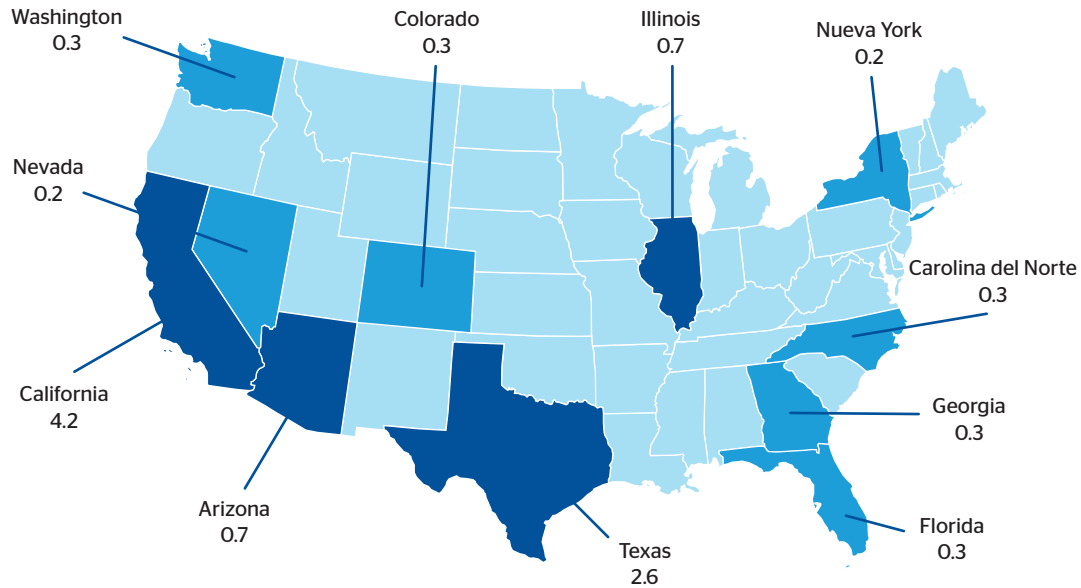 Washington
0.3
Colorado
0.3
Illinois
0.7
Nueva York
0.2
Nevada
0.2
Carolina del Norte
0.3
California
4.2
Georgia
0.3
Arizona
0.7
Florida
0.3
Texas
2.6